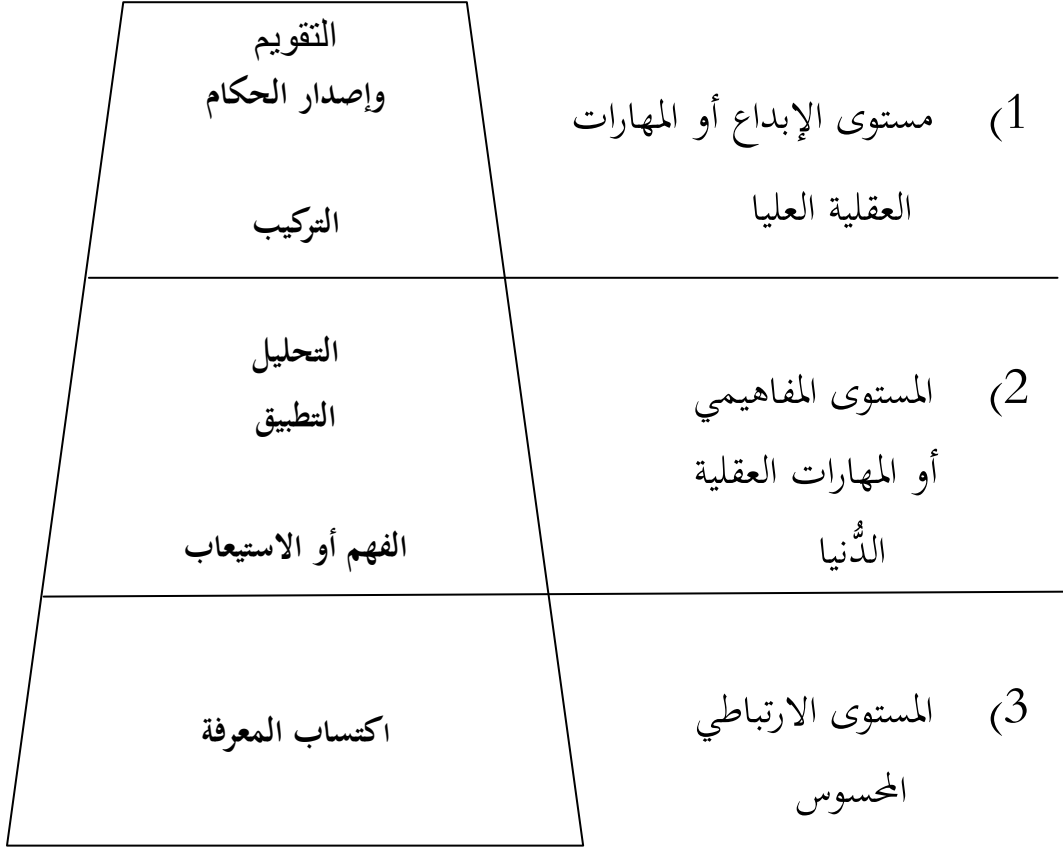 التقويم
وإصدار الحكام
1) مستوى الإبداع أو المهارات
العقلية العليا
التركيب
التحليل
التطبيق
2) المستوى المفاهيمي
أو المهارات العقلية
الدُّنيا
الفهم أو الاستيعاب
3) المستوى الارتباطي
المحسوس
اكتساب المعرفة